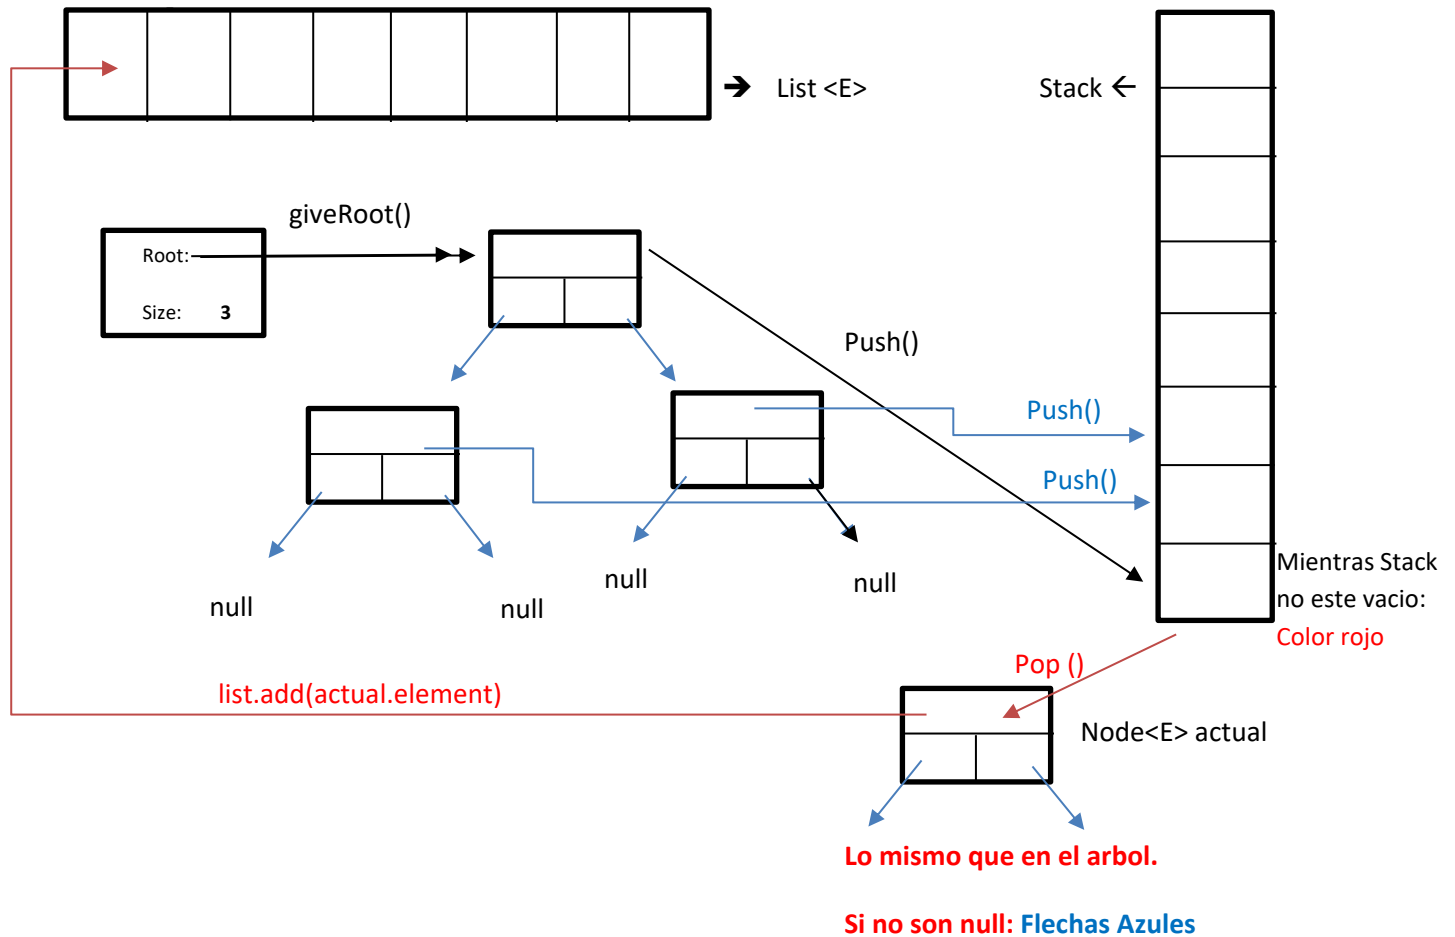 ➔ List <E>
Stack ←
giveRoot()
Root:
Size: 3
Push()
Push()
Push()
Mientras Stack
no este vacio:
Color rojo
null
null
null
null
Pop ()
list.add(actual.element)
Node<E> actual
Lo mismo que en el arbol.
Si no son null: Flechas Azules